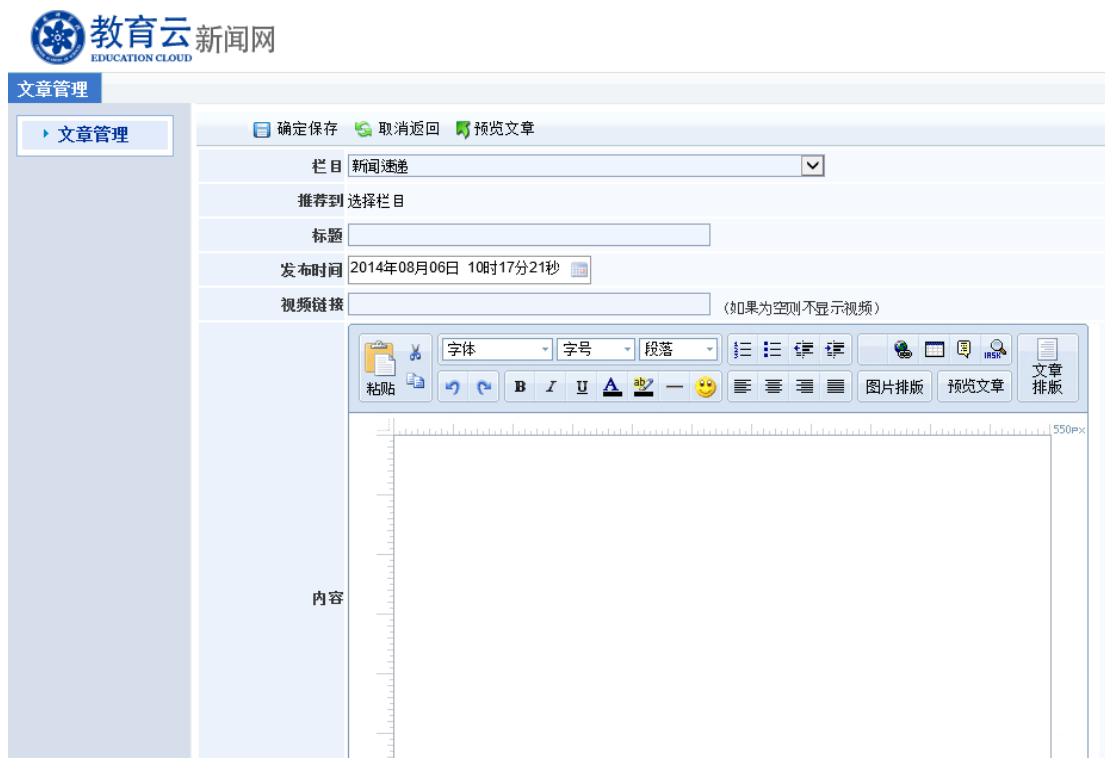 教育云 新闻网
EDUCATION CLOUD
文章管理
文章管理
确定保存 取消返回 预览文章
栏目 新闻速递
推荐到 选择栏目
标题
发布时间 2014年08月06日 10时17分21秒
视频链接 (如果为空则不显示视频)
字体 字号 段落
粘贴 B I U A ab 图片排版 预览文章 文章排版
550px
内容